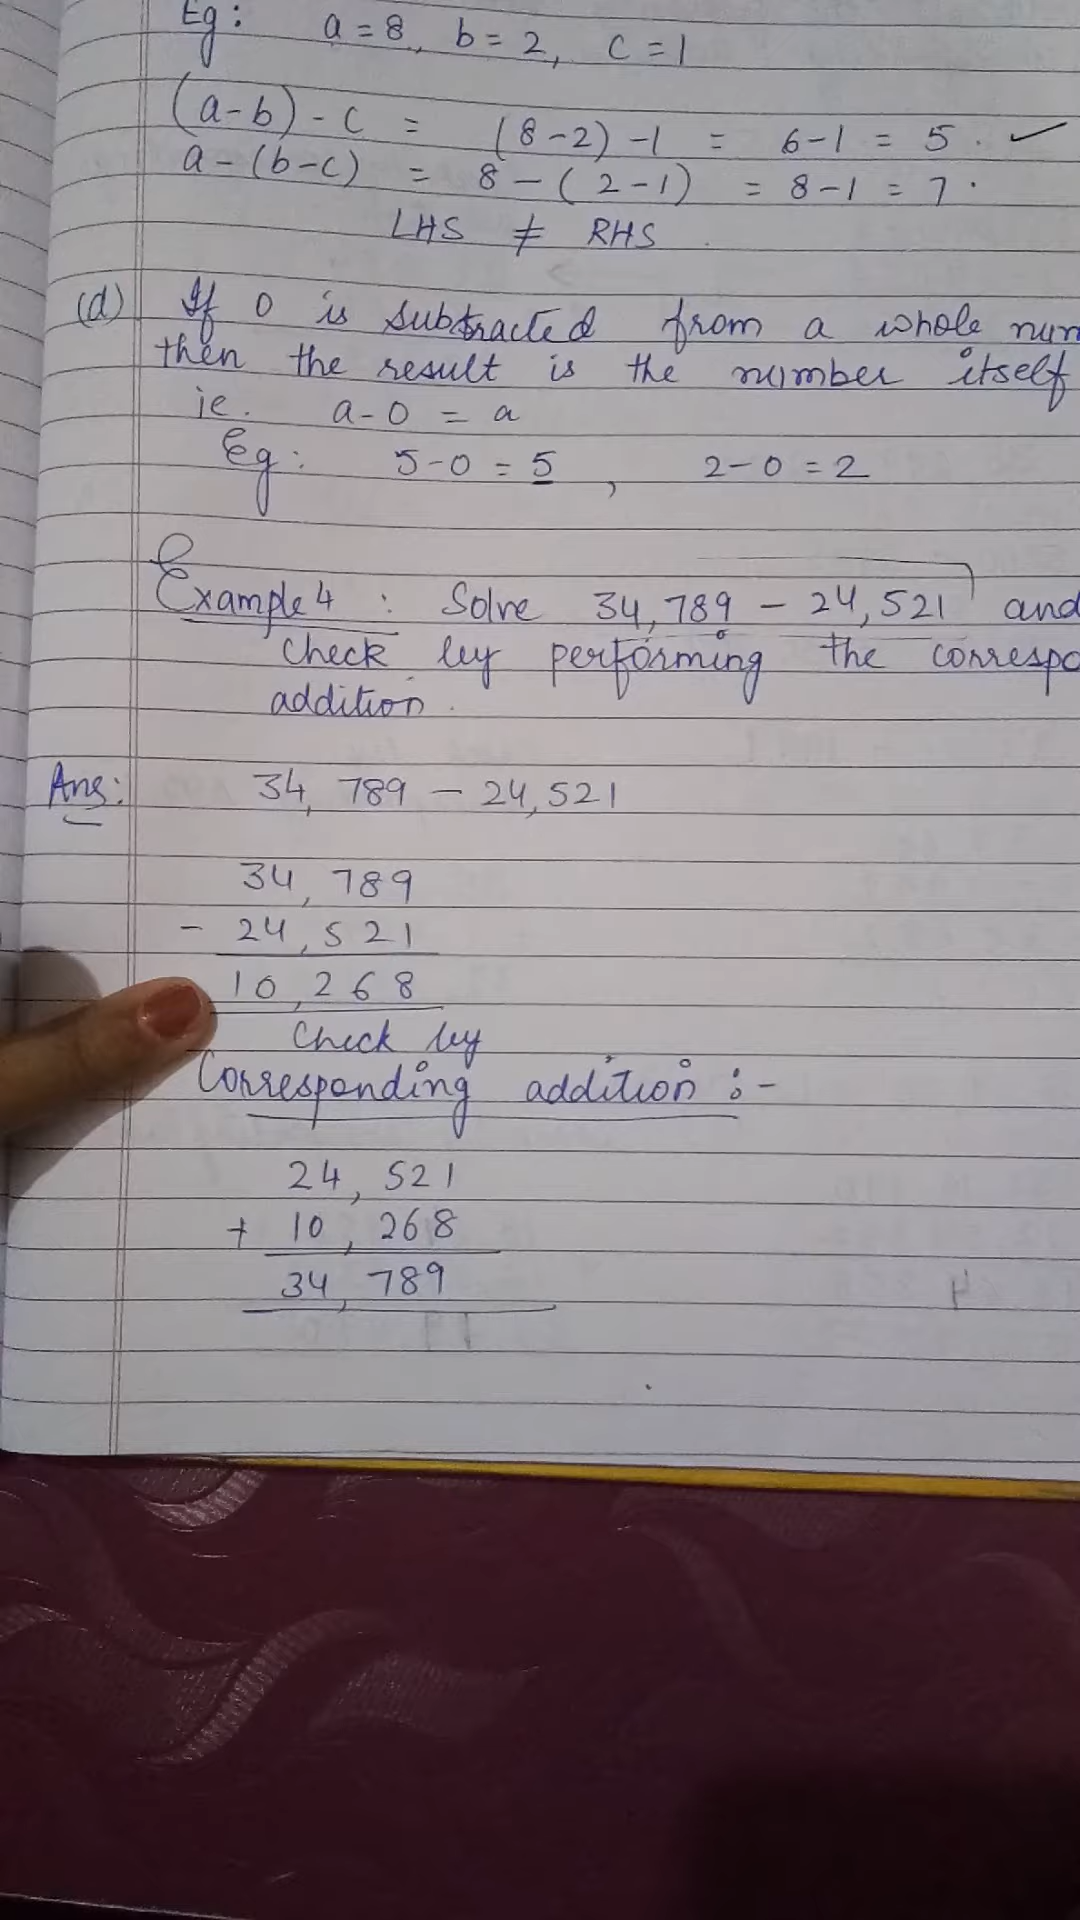 Eg: a = 8, b = 2, c = 1
(a-b) - c = (8-2) -1 = 6-1 = 5. ✓
a - (b-c) = 8 - (2-1) = 8-1 = 7.
LHS ≠ RHS
(d) If 0 is subtracted from a whole num
then the result is the number itself
ie. a-0 = a
Eg: 5-0 = 5, 2-0 = 2
Example 4 : Solve 34,789 - 24,521 and
check by performing the correspo
addition.
Ans: 34,789 - 24,521
34,789
- 24,521
10,268
Check by
Corresponding addition :-
24,521
+ 10,268
34,789